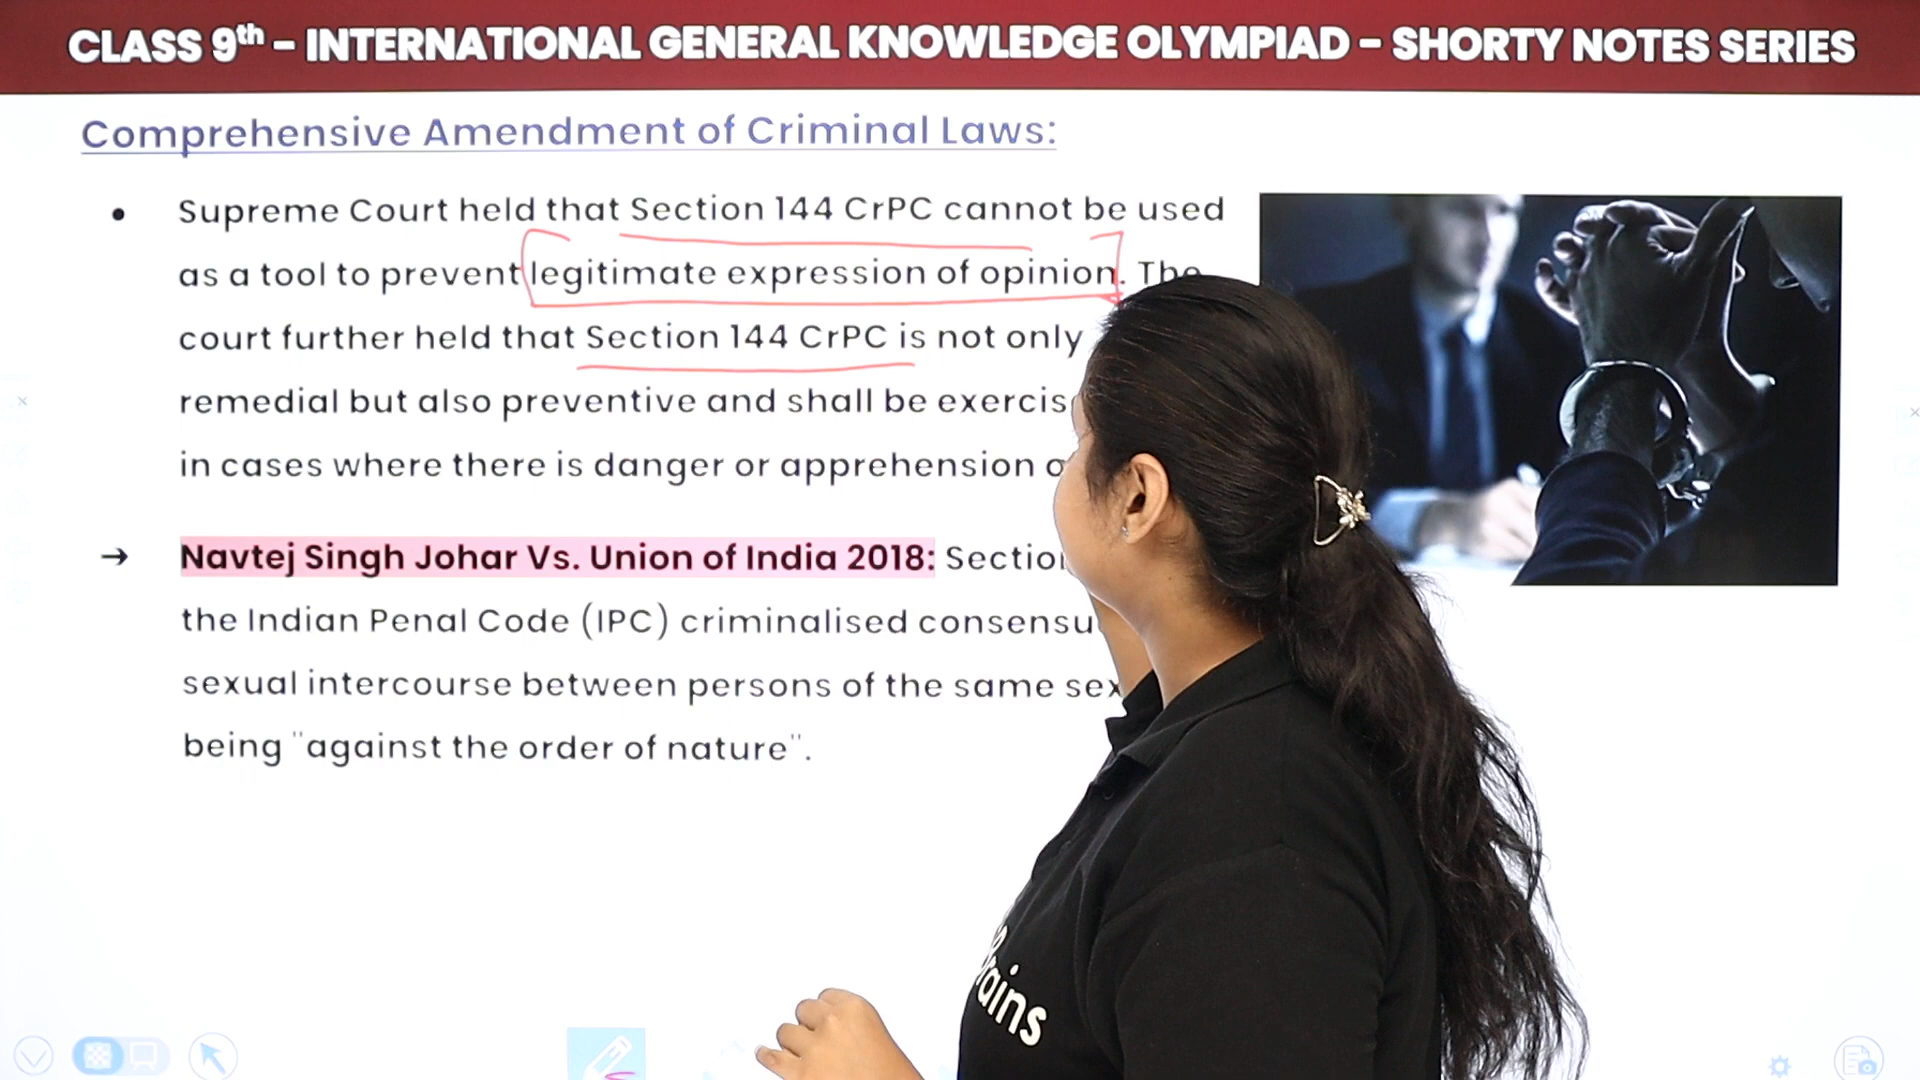 CLASS 9th – INTERNATIONAL GENERAL KNOWLEDGE OLYMPIAD – SHORTY NOTES SERIES
Comprehensive Amendment of Criminal Laws:
• Supreme Court held that Section 144 CrPC cannot be used
as a tool to prevent legitimate expression of opinion. The
court further held that Section 144 CrPC is not only
remedial but also preventive and shall be
in cases where there is danger or apprehension
→ Navtej Singh Johar Vs. Union of India 2018:
the Indian Penal Code (IPC) criminalised
sexual intercourse between persons of the same
being "against the order of nature".